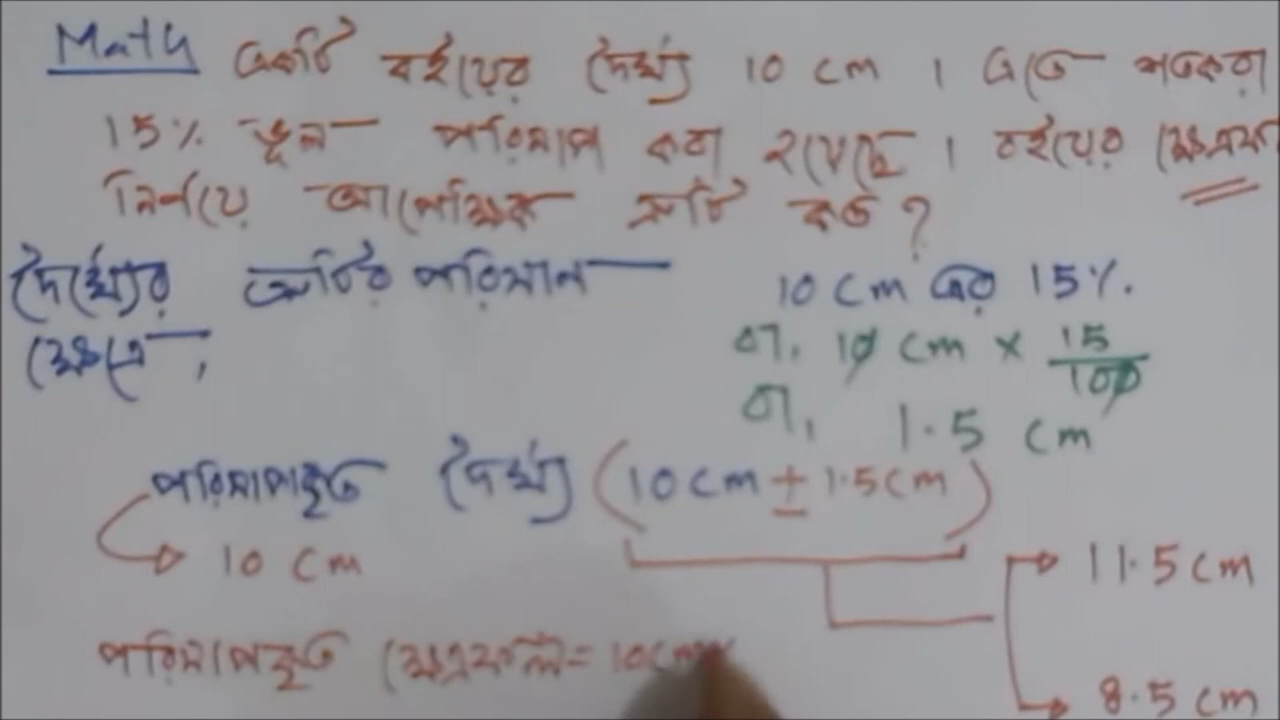 Math একটি বইয়ের দৈর্ঘ্য 10 cm । এতে শতকরা
15% ভুল পরিমাপ করা হয়েছে । বইয়ের ক্ষেত্রফল
নির্ণয়ে আপেক্ষিক ত্রুটি কত ?
দৈর্ঘ্যের ত্রুটির পরিমান 10 cm এর 15%.
ক্ষেত্রে,
বা, 10 cm × 15/100
বা, 1.5 cm
পরিমাপকৃত দৈর্ঘ্য (10 cm ± 1.5 cm)
10 cm
11.5 cm
পরিমাপকৃত ক্ষেত্রফল = 10 cm
8.5 cm